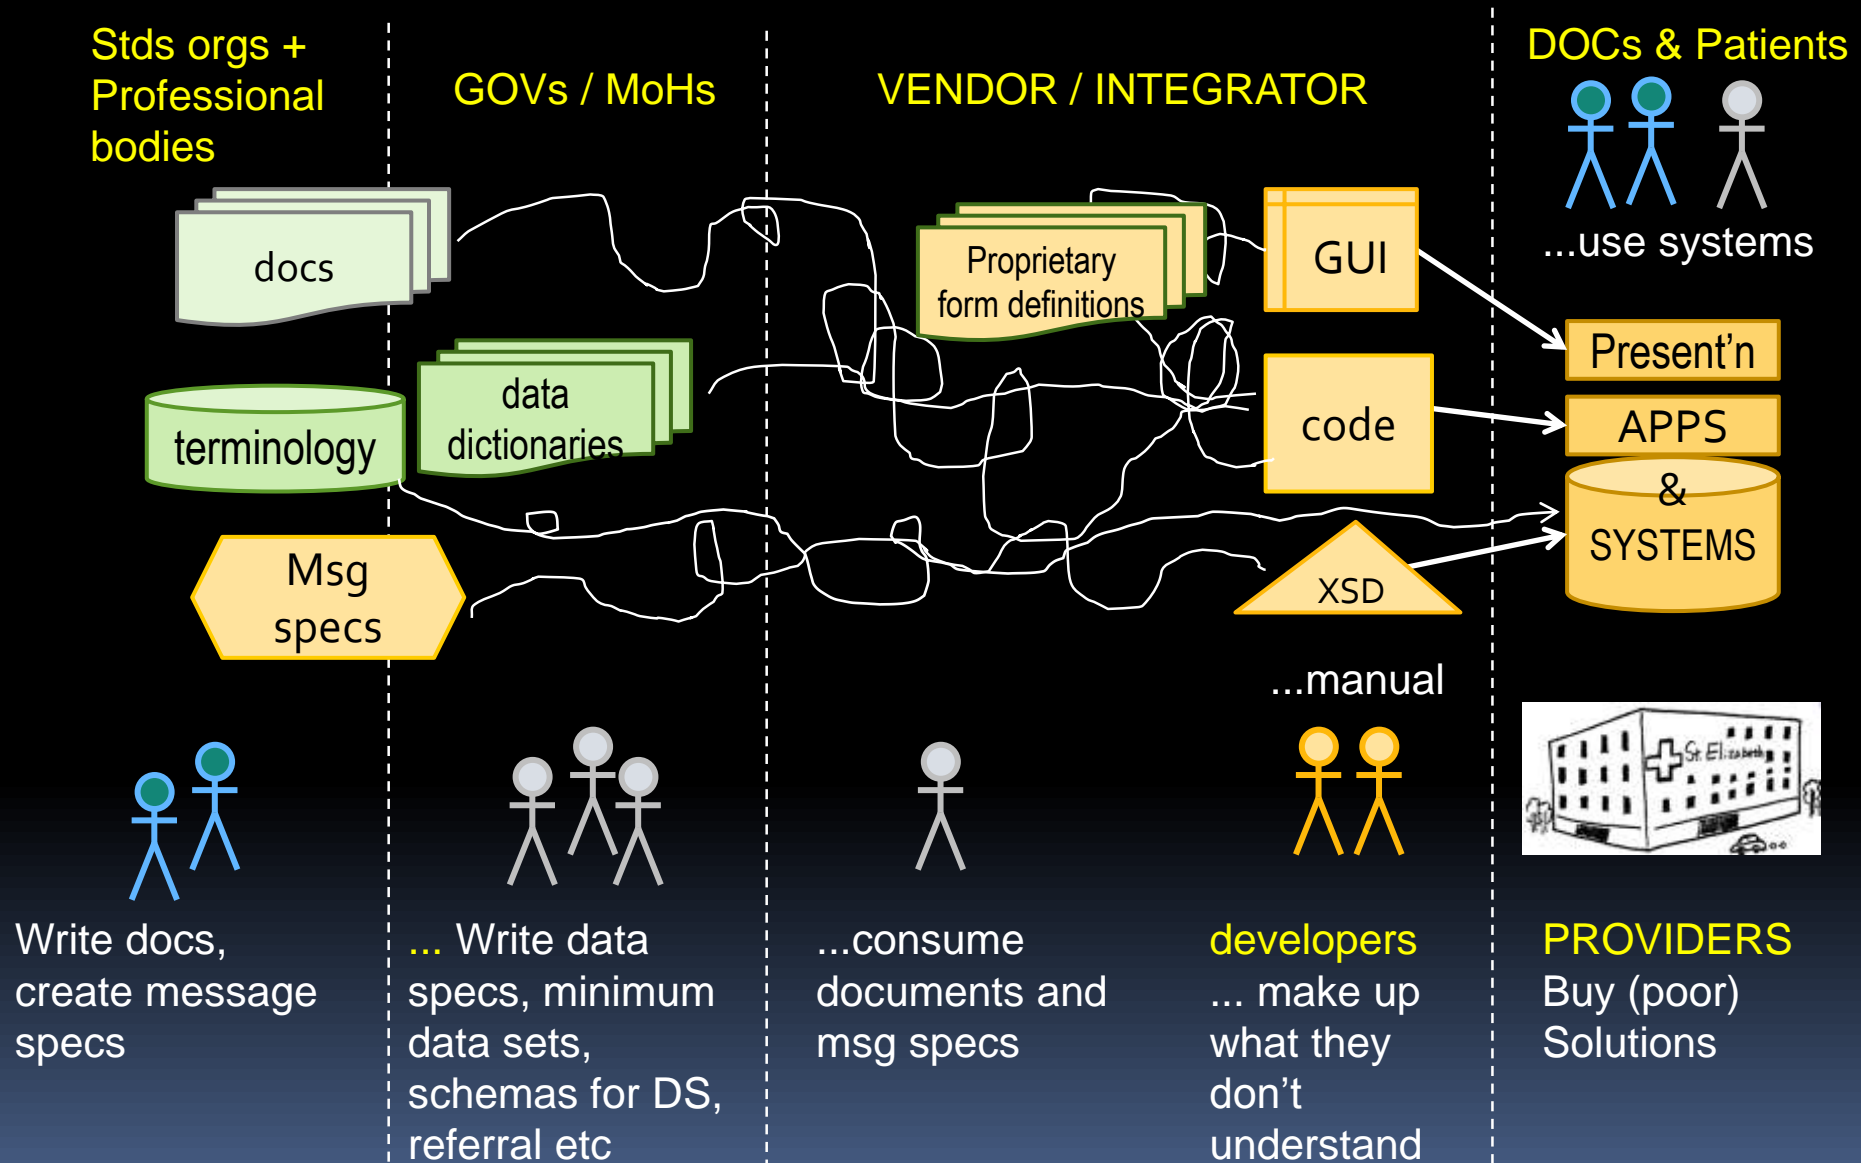 Stds orgs +
Professional
bodies
GOVs / MoHs
VENDOR / INTEGRATOR
DOCs & Patients
...use systems
docs
Proprietary
form definitions
GUI
Present'n
terminology
data
dictionaries
code
APPS
&
SYSTEMS
Msg
specs
XSD
...manual
St. Elizabeth
Write docs,
create message
specs
... Write data
specs, minimum
data sets,
schemas for DS,
referral etc
...consume
documents and
msg specs
developers
... make up
what they
don’t
understand
PROVIDERS
Buy (poor)
Solutions